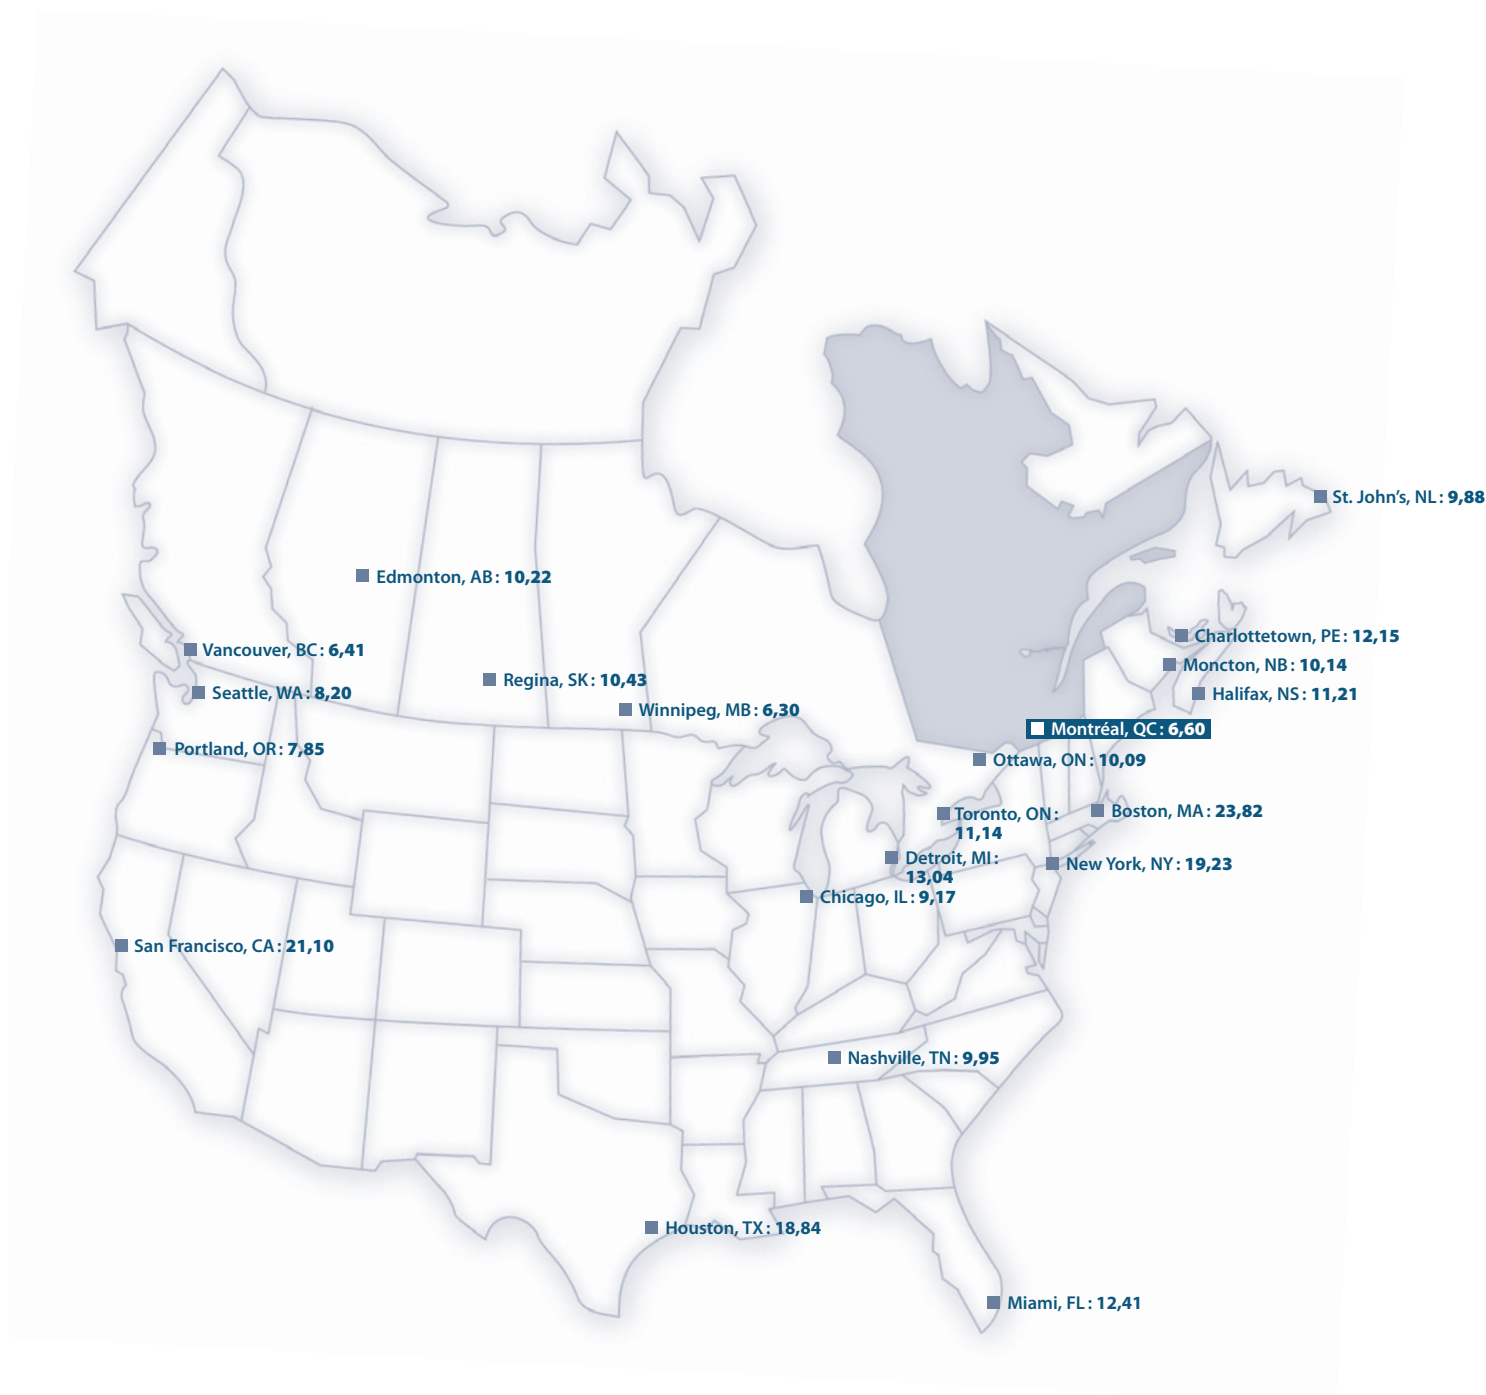 St. John’s, NL : 9,88
Edmonton, AB : 10,22
Charlottetown, PE : 12,15
Vancouver, BC : 6,41
Moncton, NB : 10,14
Regina, SK : 10,43
Seattle, WA : 8,20
Halifax, NS : 11,21
Winnipeg, MB : 6,30
Montréal, QC : 6,60
Portland, OR : 7,85
Ottawa, ON : 10,09
Boston, MA : 23,82
Toronto, ON :
11,14
Detroit, MI :
13,04
New York, NY : 19,23
Chicago, IL : 9,17
San Francisco, CA : 21,10
Nashville, TN : 9,95
Houston, TX : 18,84
Miami, FL : 12,41